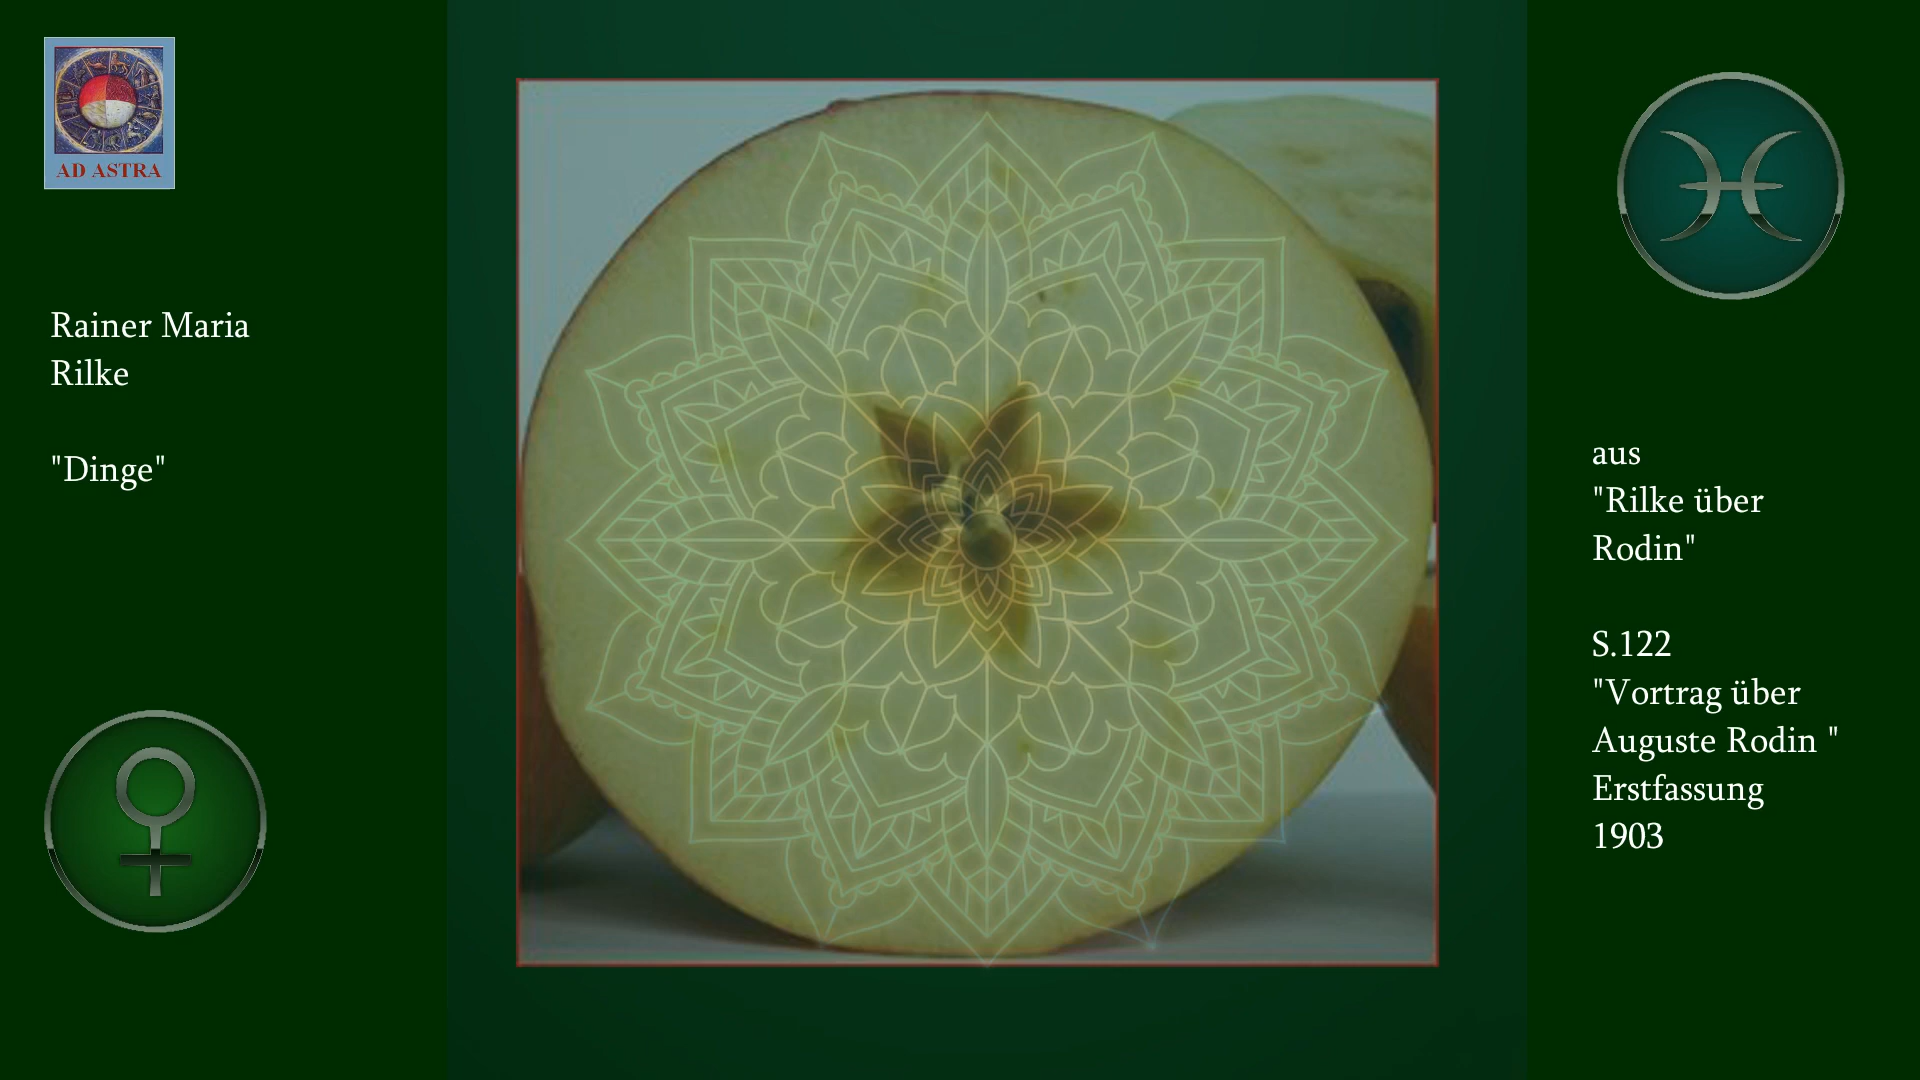 AD ASTRA
Rainer Maria
Rilke
"Dinge"
aus
"Rilke über
Rodin"
S.122
"Vortrag über
Auguste Rodin "
Erstfassung
1903